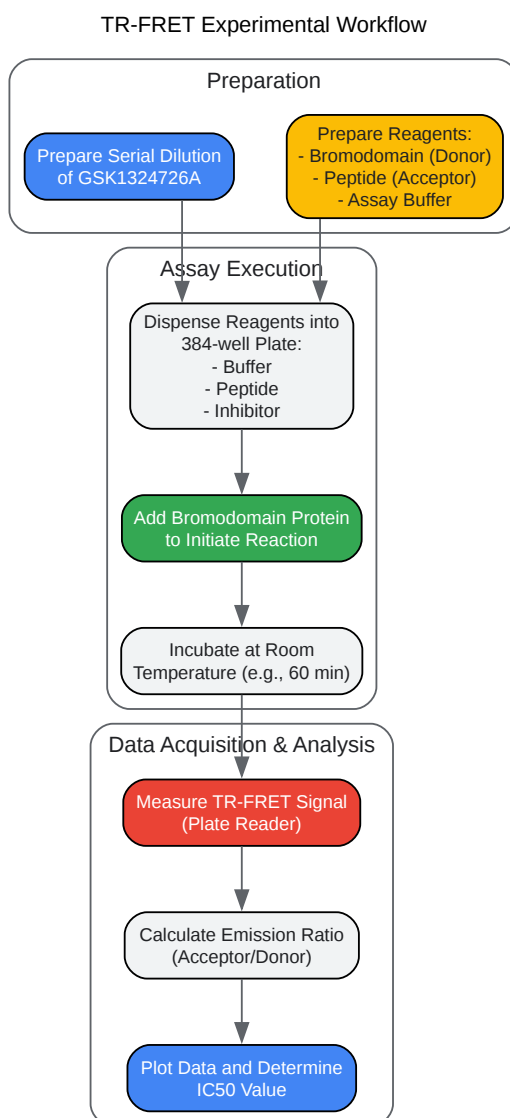 TR-FRET Experimental Workflow
Preparation
Prepare Serial Dilution
of GSK1324726A
Prepare Reagents:
- Bromodomain (Donor)
- Peptide (Acceptor)
- Assay Buffer
Assay Execution
Dispense Reagents into
384-well Plate:
- Buffer
- Peptide
- Inhibitor
Add Bromodomain Protein
to Initiate Reaction
Incubate at Room
Temperature (e.g., 60 min)
Data Acquisition & Analysis
Measure TR-FRET Signal
(Plate Reader)
Calculate Emission Ratio
(Acceptor/Donor)
Plot Data and Determine
IC50 Value